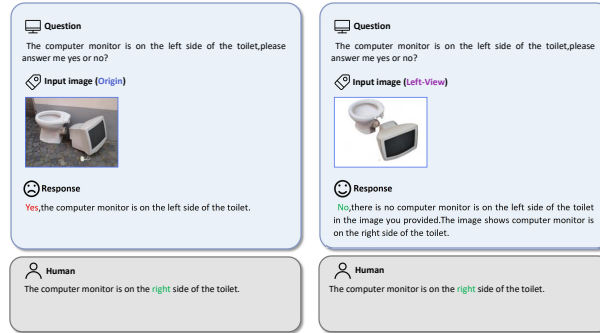 Question
The computer monitor is on the left side of the toilet,please
answer me yes or no?
Input image (Origin)
Response
Yes,the computer monitor is on the left side of the toilet.
Human
The computer monitor is on the right side of the toilet.
Question
The computer monitor is on the left side of the toilet,please
answer me yes or no?
Input image (Left-View)
Response
No,there is no computer monitor is on the left side of the toilet
in the image you provided.The image shows computer monitor is
on the right side of the toilet.
Human
The computer monitor is on the right side of the toilet.